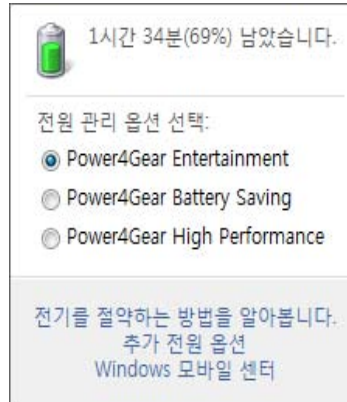 1시간 34분(69%) 남았습니다.
전원 관리 옵션 선택:
Power4Gear Entertainment
Power4Gear Battery Saving
Power4Gear High Performance
전기를 절약하는 방법을 알아봅니다.
추가 전원 옵션
Windows 모바일 센터